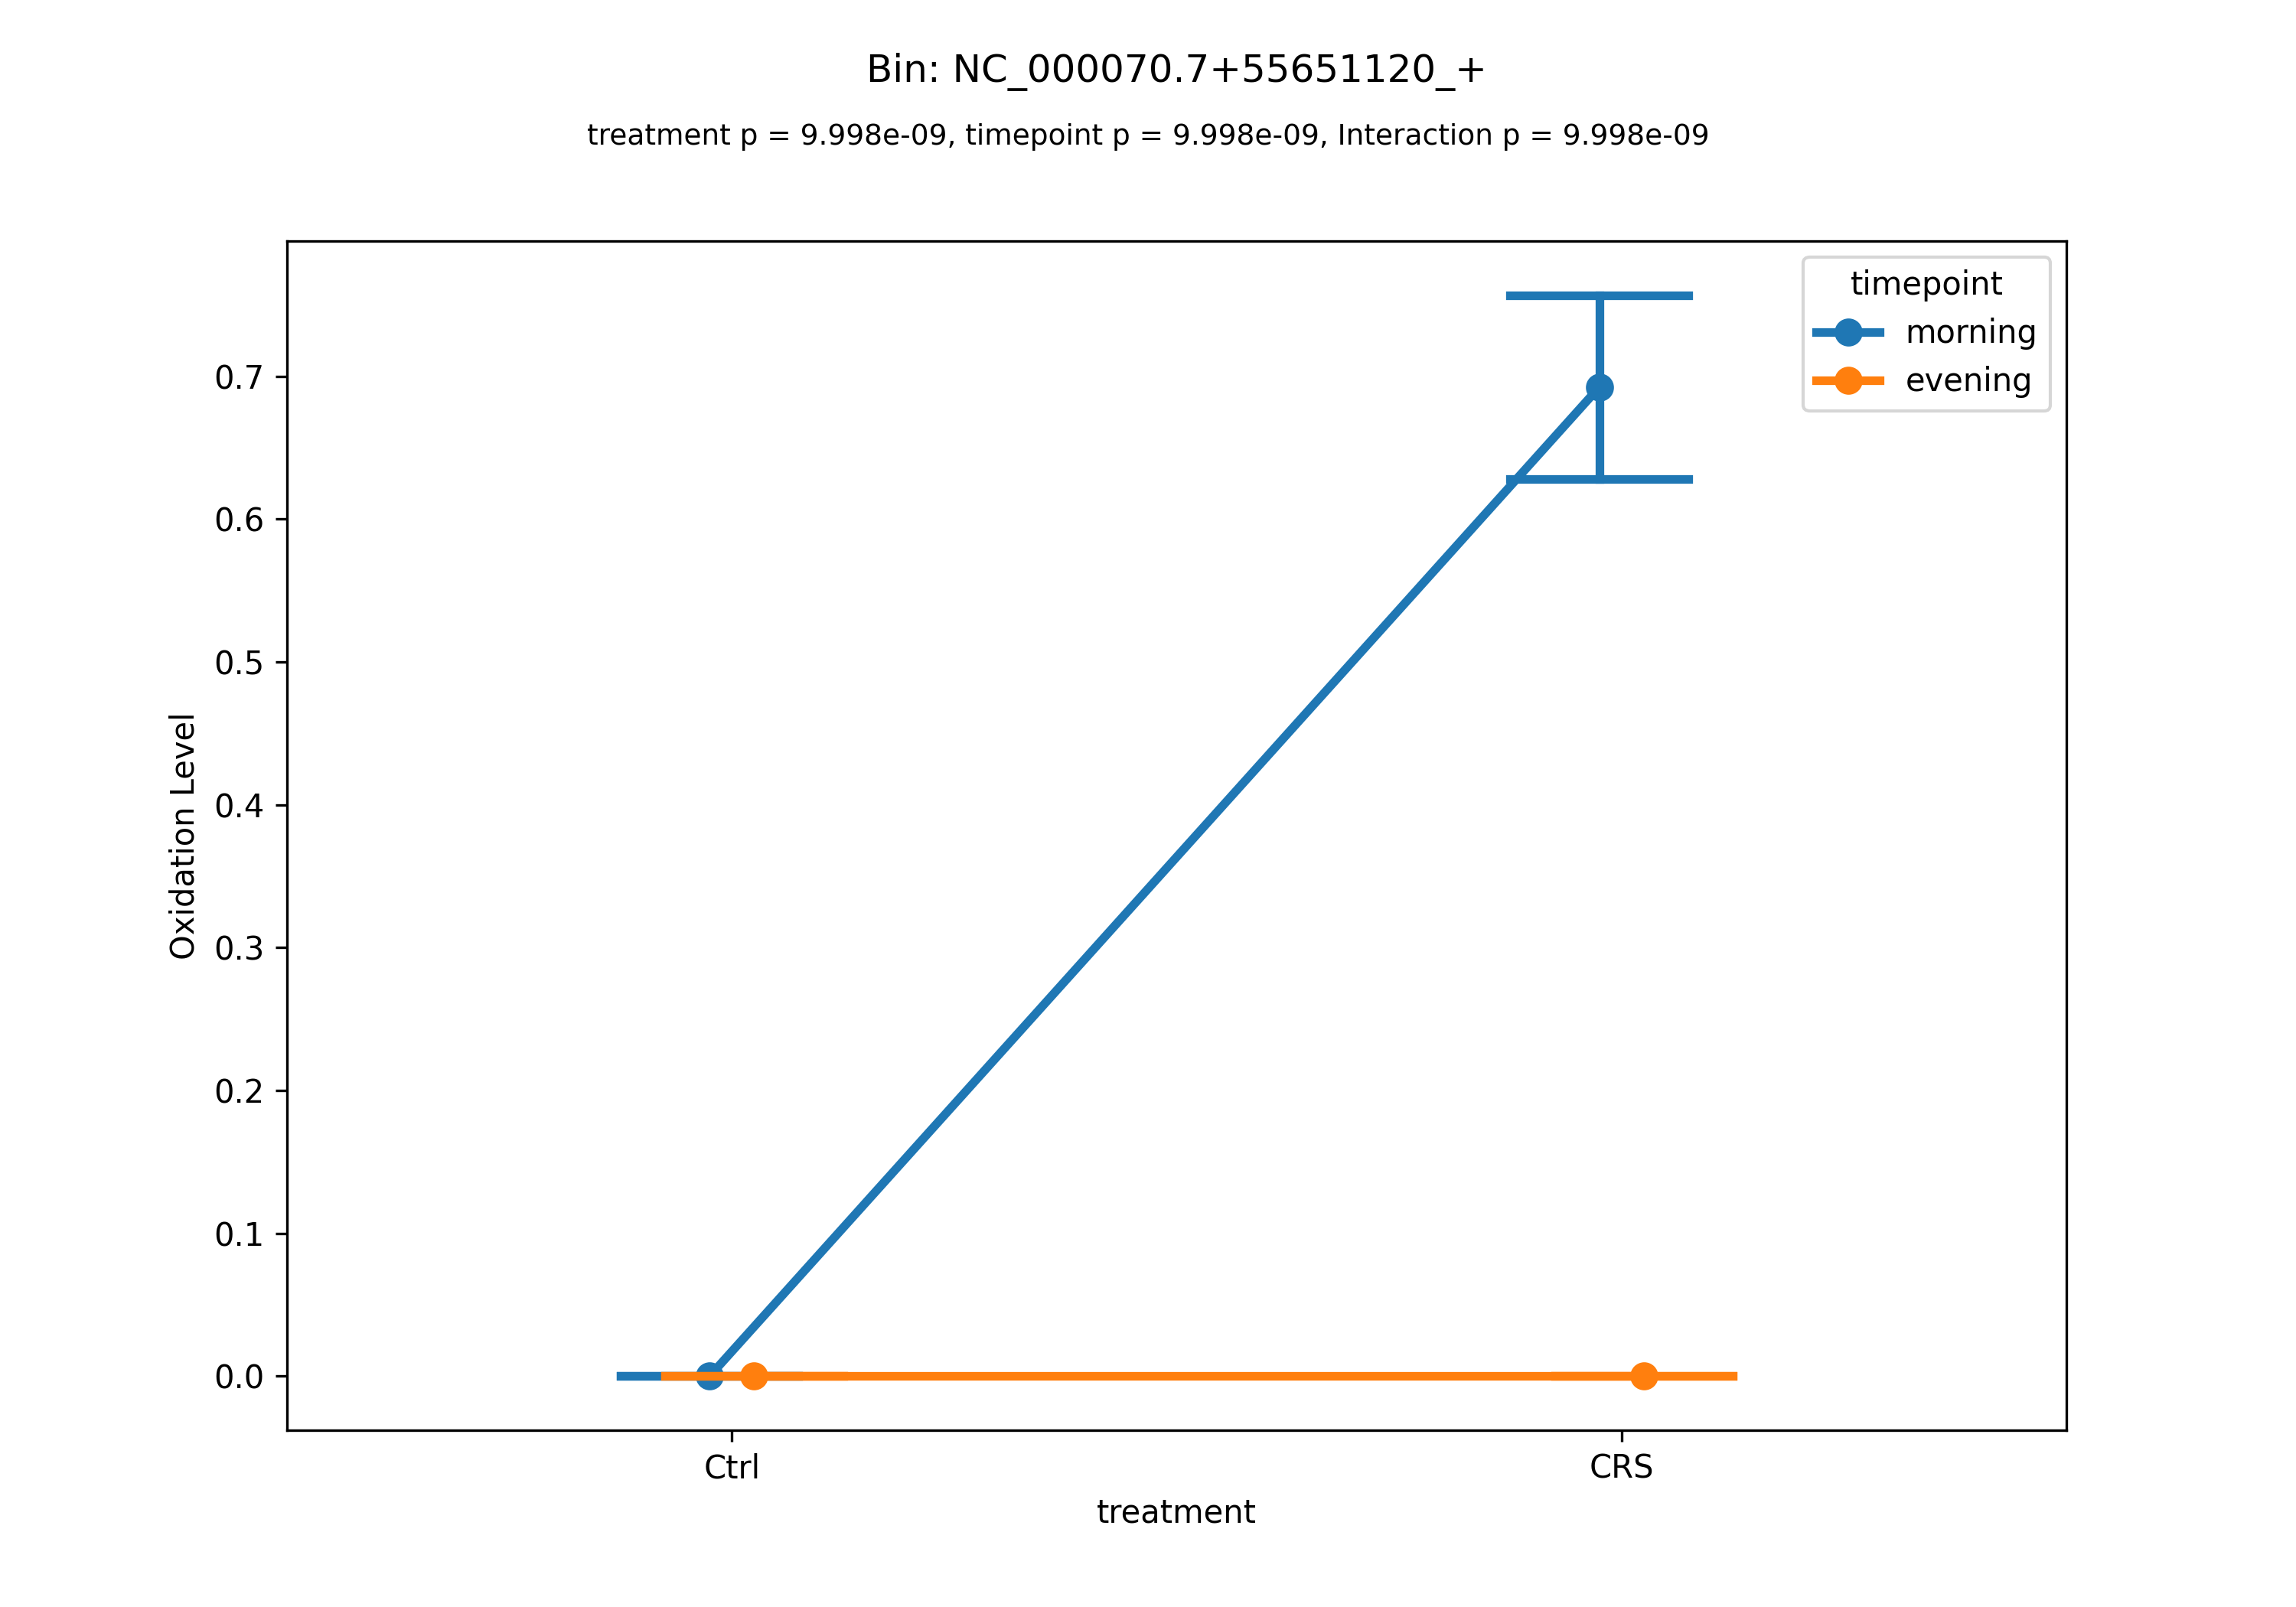 Bin: NC_000070.7+55651120_+
treatment p = 9.998e-09, timepoint p = 9.998e-09, Interaction p = 9.998e-09
timepoint
morning
evening
Oxidation Level
0.7
0.6
0.5
0.4
0.3
0.2
0.1
0.0
Ctrl
CRS
treatment